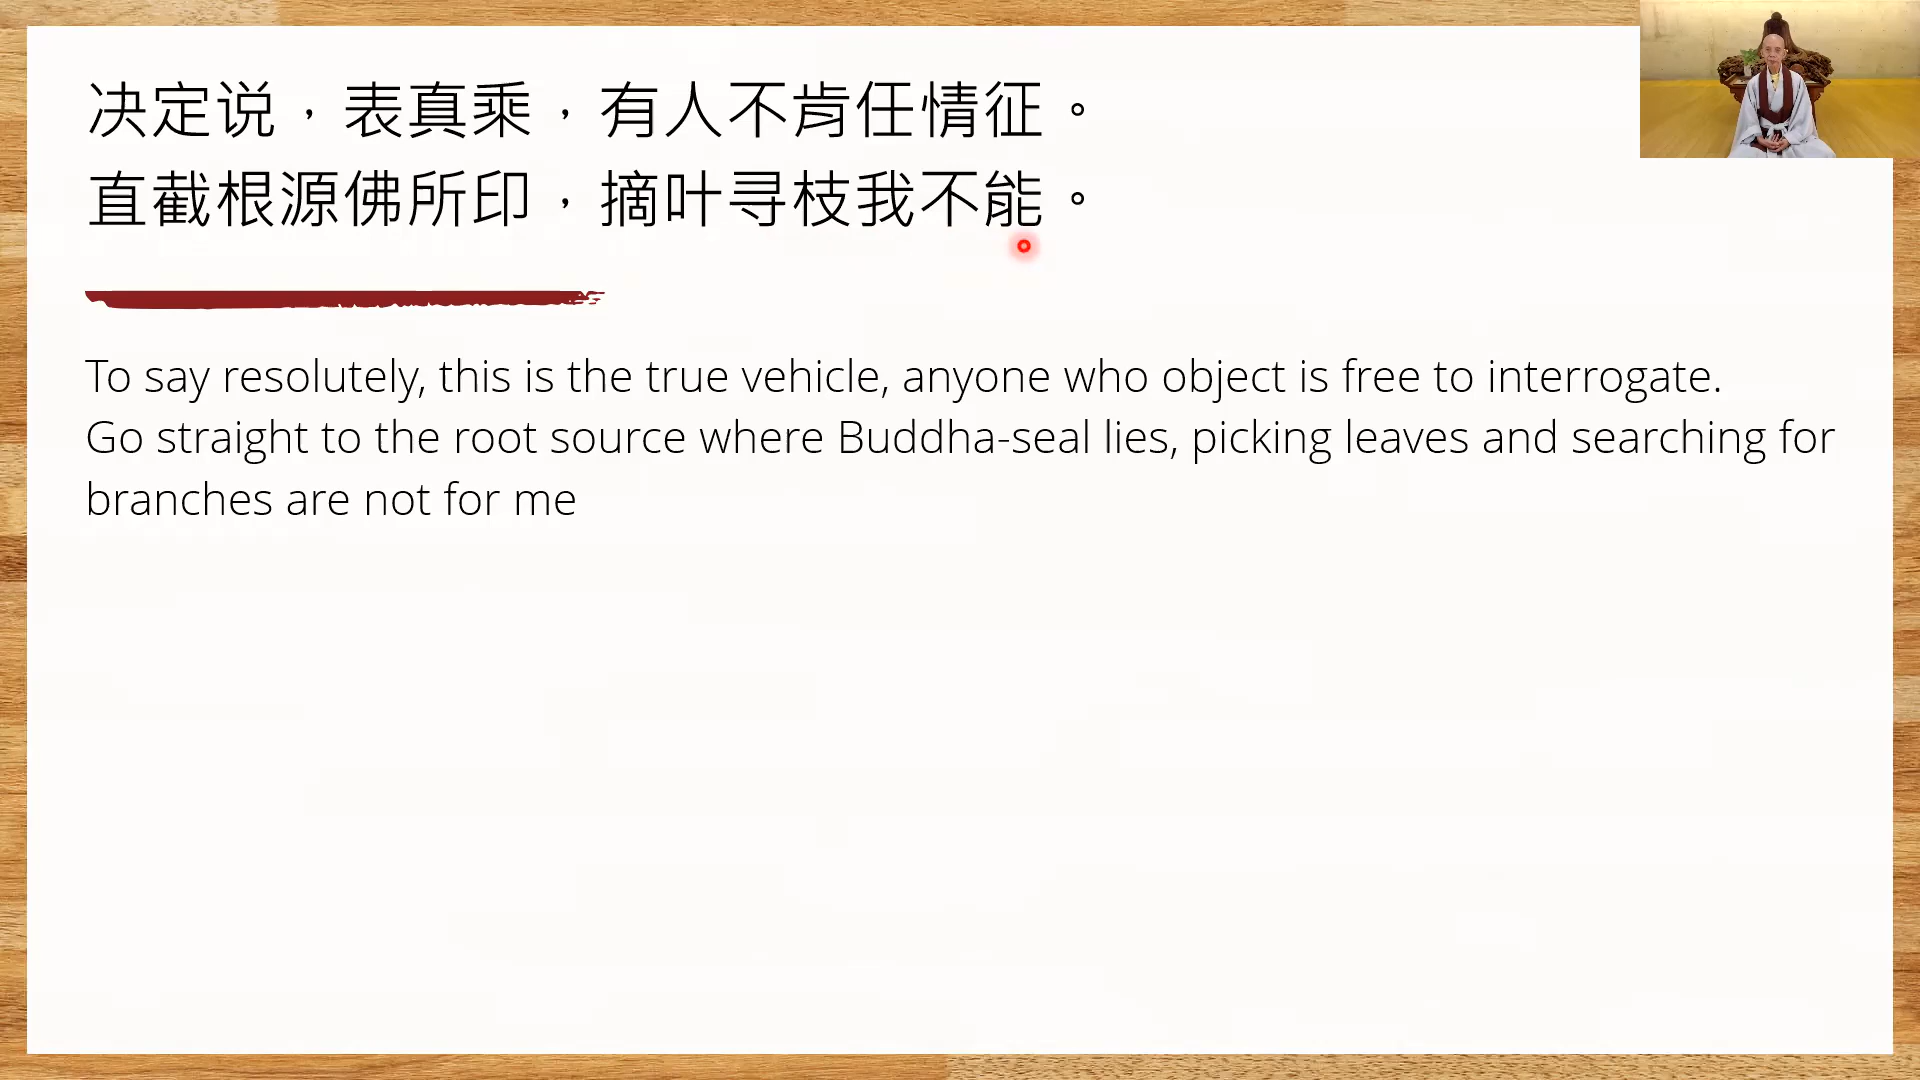 决定说，表真乘，有人不肯任情征。
直截根源佛所印，摘叶寻枝我不能。
To say resolutely, this is the true vehicle, anyone who object is free to interrogate.
Go straight to the root source where Buddha-seal lies, picking leaves and searching for
branches are not for me